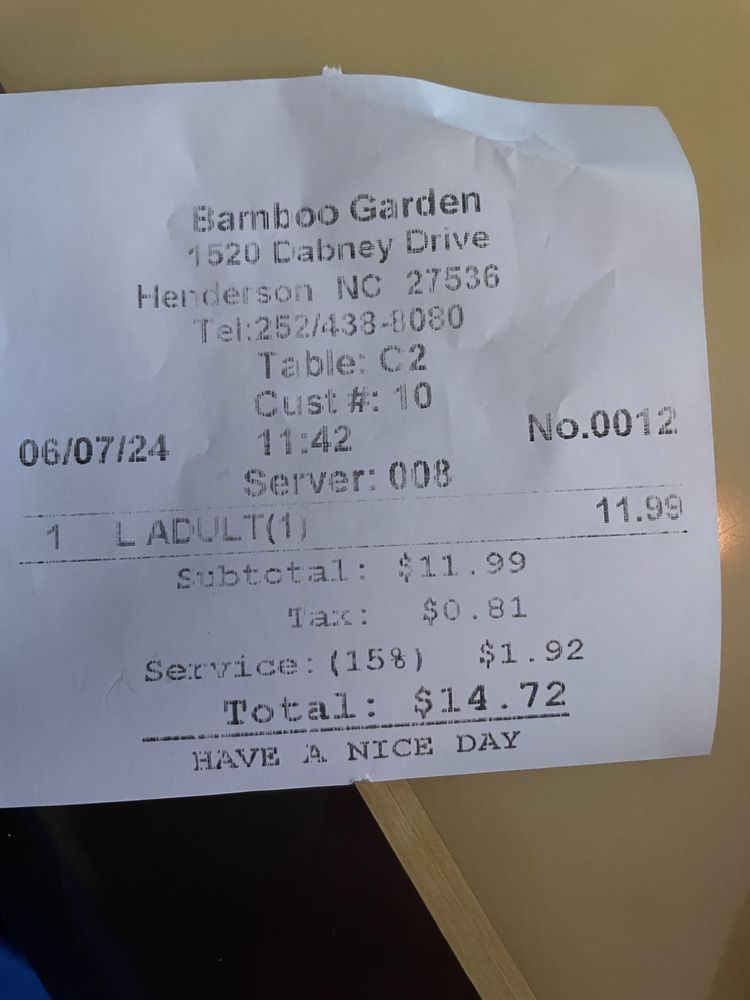 Bamboo Garden
1520 Dabney Drive
Henderson NC 27536
Tel:252/438-8080
Table: C2
Cust #: 10
06/07/24 11:42 No.0012
Server: 008
1 L ADULT(1) 11.99
Subtotal: $11.99
Tax: $0.81
Service:(15%) $1.92
Total: $14.72
HAVE A NICE DAY